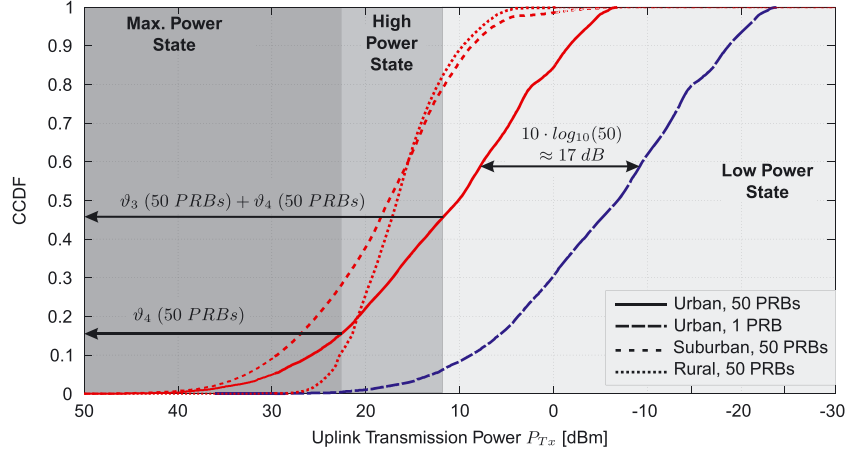 Max. Power
State
High
Power
State
Low Power
State
10 · log₁₀(50)
≈ 17 dB
ϑ₃ (50 PRBs) + ϑ₄ (50 PRBs)
ϑ₄ (50 PRBs)
CCDF
1
0.9
0.8
0.7
0.6
0.5
0.4
0.3
0.2
0.1
0
50
40
30
20
10
0
-10
-20
-30
Uplink Transmission Power P_{Tx} [dBm]
Urban, 50 PRBs
Urban, 1 PRB
Suburban, 50 PRBs
Rural, 50 PRBs